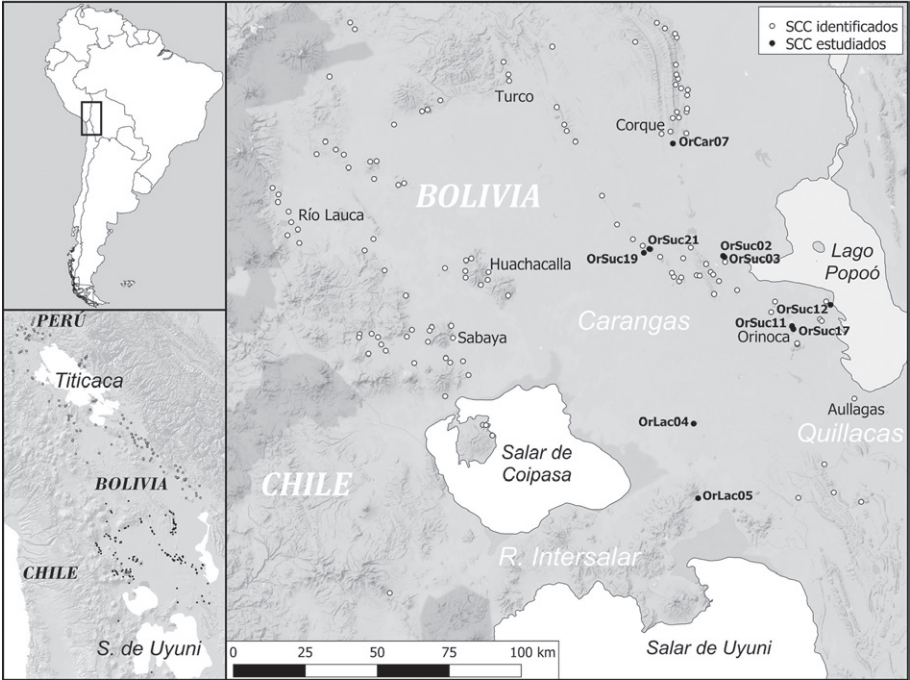 PERÚ
Titicaca
BOLIVIA
CHILE
S. de Uyuni
SCC identificados
SCC estudiados
Turco
Corque
OrCar07
BOLIVIA
Río Lauca
OrSuc21
OrSuc02
OrSuc19
OrSuc03
Lago
Popoó
Huachacalla
Carangas
OrSuc12
OrSuc11
OrSuc17
Orinoca
Sabaya
Aullagas
OrLac04
Quillacas
Salar de
Coipasa
CHILE
OrLac05
R. Intersalar
Salar de Uyuni
0 25 50 75 100 km